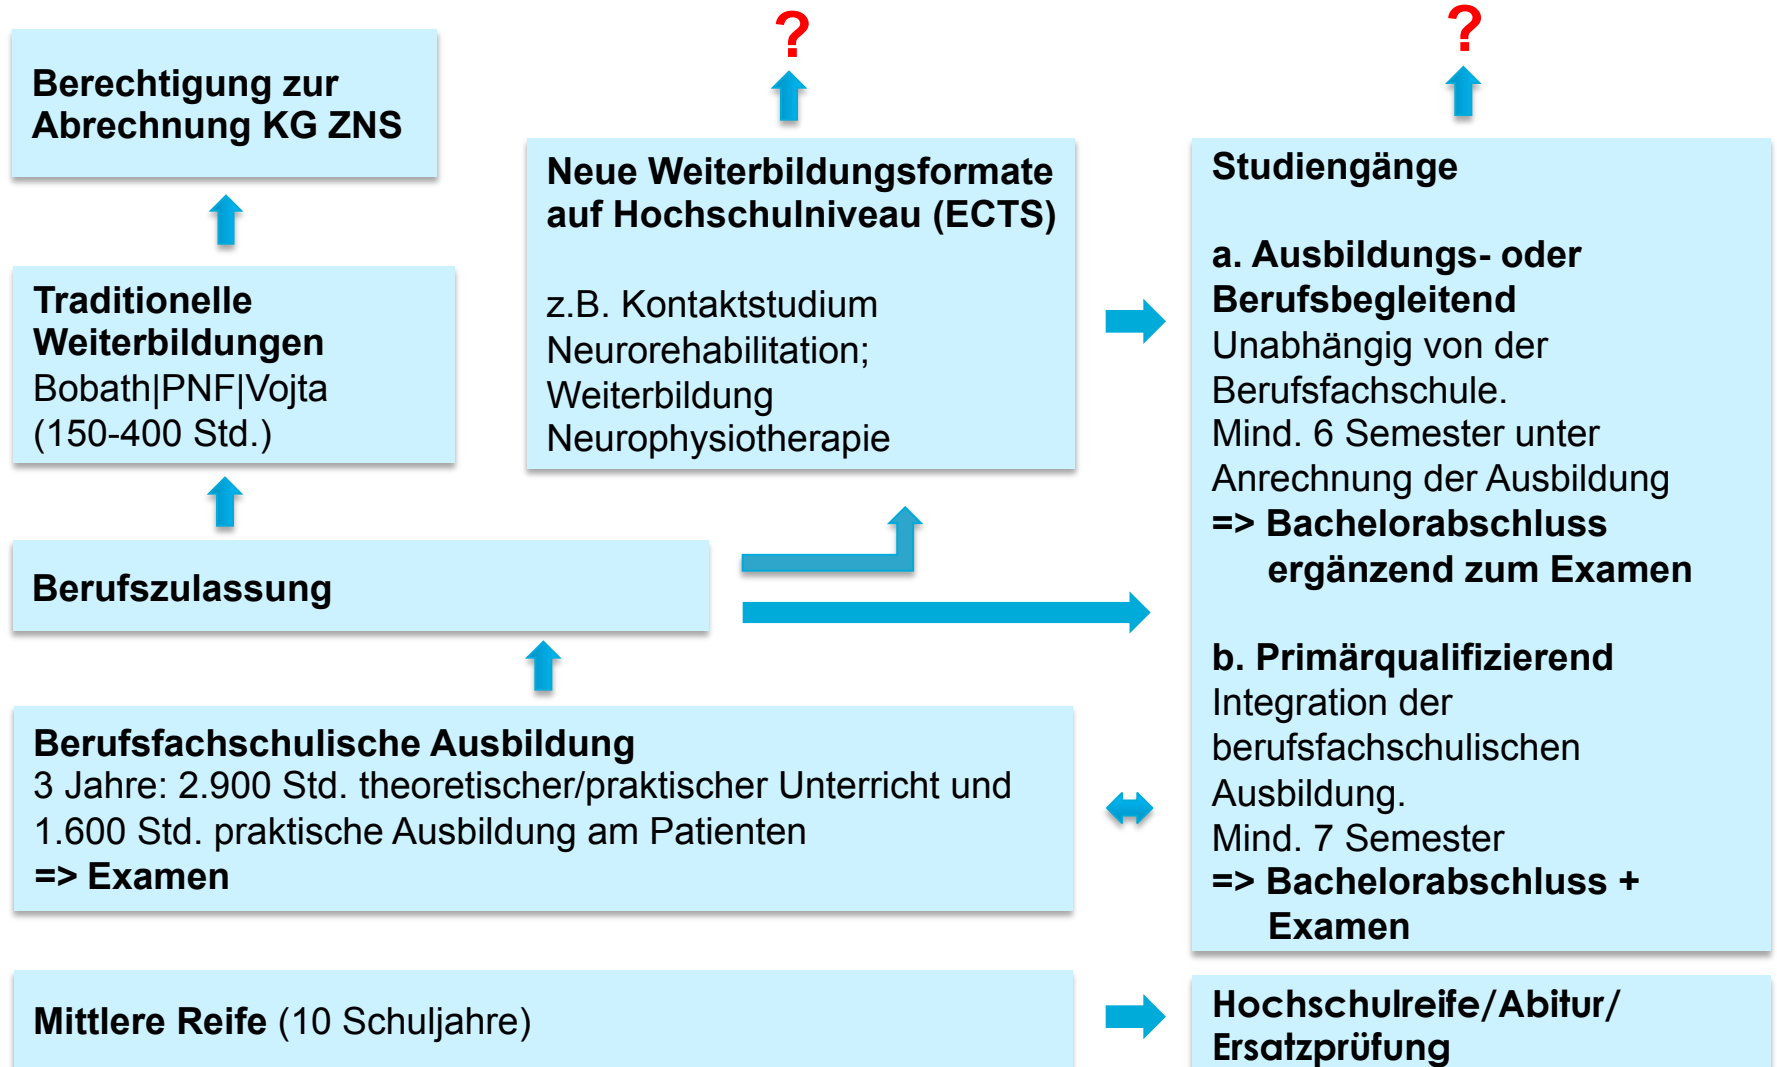 ?
?
Berechtigung zur
Abrechnung KG ZNS
Neue Weiterbildungsformate
auf Hochschulniveau (ECTS)
z.B. Kontaktstudium
Neurorehabilitation;
Weiterbildung
Neurophysiotherapie
Studiengänge
a. Ausbildungs- oder
Berufsbegleitend
Unabhängig von der
Berufsfachschule.
Mind. 6 Semester unter
Anrechnung der Ausbildung
=> Bachelorabschluss
ergänzend zum Examen
b. Primärqualifizierend
Integration der
berufsfachschulischen
Ausbildung.
Mind. 7 Semester
=> Bachelorabschluss +
Examen
Traditionelle
Weiterbildungen
Bobath|PNF|Vojta
(150-400 Std.)
Berufszulassung
Berufsfachschulische Ausbildung
3 Jahre: 2.900 Std. theoretischer/praktischer Unterricht und
1.600 Std. praktische Ausbildung am Patienten
=> Examen
Mittlere Reife (10 Schuljahre)
Hochschulreife/Abitur/
Ersatzprüfung